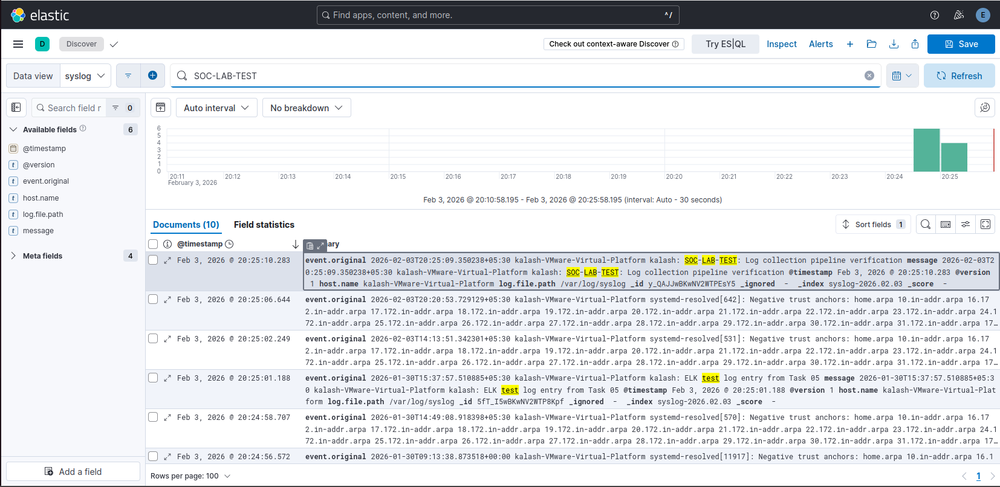 elastic
Find apps, content, and more.
^ /
E
D
Discover
Check out context-aware Discover
Try ES|QL
Inspect
Alerts
Save
Data view
syslog
SOC-LAB-TEST
Refresh
Search field r
0
Auto interval
No breakdown
Available fields
6
@timestamp
@version
event.original
host.name
log.file.path
message
Meta fields
4
Add a field
6
5
4
3
2
1
0
20:11
20:12
20:13
20:14
20:15
20:16
20:17
20:18
20:19
20:20
20:21
20:22
20:23
20:24
20:25
February 3, 2026
Feb 3, 2026 @ 20:10:58.195 - Feb 3, 2026 @ 20:25:58.195 (interval: Auto - 30 seconds)
Documents (10)
Field statistics
Sort fields 1
@timestamp
ary
Feb 3, 2026 @ 20:25:10.283
event.original 2026-02-03T20:25:09.350238+05:30 kalash-VMware-Virtual-Platform kalash: SOC-LAB-TEST: Log collection pipeline verification message 2026-02-03T2
0:25:09.350238+05:30 kalash-VMware-Virtual-Platform kalash: SOC-LAB-TEST: Log collection pipeline verification @timestamp Feb 3, 2026 @ 20:25:10.283 @version
1 host.name kalash-VMware-Virtual-Platform log.file.path /var/log/syslog _id y_QAJJwBKwNV2WTPEsY5 _ignored - _index syslog-2026.02.03 _score -
Feb 3, 2026 @ 20:25:06.644
event.original 2026-02-03T20:20:53.729129+05:30 kalash-VMware-Virtual-Platform systemd-resolved[642]: Negative trust anchors: home.arpa 10.in-addr.arpa 16.17
2.in-addr.arpa 17.172.in-addr.arpa 18.172.in-addr.arpa 19.172.in-addr.arpa 20.172.in-addr.arpa 21.172.in-addr.arpa 22.172.in-addr.arpa 23.172.in-addr.arpa 24.1
72.in-addr.arpa 25.172.in-addr.arpa 26.172.in-addr.arpa 27.172.in-addr.arpa 28.172.in-addr.arpa 29.172.in-addr.arpa 30.172.in-addr.arpa 31.172.in-addr.arpa 17…
Feb 3, 2026 @ 20:25:02.249
event.original 2026-02-03T14:13:51.342301+05:30 kalash-VMware-Virtual-Platform systemd-resolved[531]: Negative trust anchors: home.arpa 10.in-addr.arpa 16.17
2.in-addr.arpa 17.172.in-addr.arpa 18.172.in-addr.arpa 19.172.in-addr.arpa 20.172.in-addr.arpa 21.172.in-addr.arpa 22.172.in-addr.arpa 23.172.in-addr.arpa 24.1
72.in-addr.arpa 25.172.in-addr.arpa 26.172.in-addr.arpa 27.172.in-addr.arpa 28.172.in-addr.arpa 29.172.in-addr.arpa 30.172.in-addr.arpa 31.172.in-addr.arpa 17…
Feb 3, 2026 @ 20:25:01.188
event.original 2026-01-30T15:37:57.510885+05:30 kalash-VMware-Virtual-Platform kalash: ELK test log entry from Task 05 message 2026-01-30T15:37:57.510885+05:3
0 kalash-VMware-Virtual-Platform kalash: ELK test log entry from Task 05 @timestamp Feb 3, 2026 @ 20:25:01.188 @version 1 host.name kalash-VMware-Virtual-Plat
form log.file.path /var/log/syslog _id 5fT_I5wBKwNV2WTP8Kpf _ignored - _index syslog-2026.02.03 _score -
Feb 3, 2026 @ 20:24:58.707
event.original 2026-01-30T14:49:08.918398+05:30 kalash-VMware-Virtual-Platform systemd-resolved[570]: Negative trust anchors: home.arpa 10.in-addr.arpa 16.17
2.in-addr.arpa 17.172.in-addr.arpa 18.172.in-addr.arpa 19.172.in-addr.arpa 20.172.in-addr.arpa 21.172.in-addr.arpa 22.172.in-addr.arpa 23.172.in-addr.arpa 24.1
72.in-addr.arpa 25.172.in-addr.arpa 26.172.in-addr.arpa 27.172.in-addr.arpa 28.172.in-addr.arpa 29.172.in-addr.arpa 30.172.in-addr.arpa 31.172.in-addr.arpa 17…
Feb 3, 2026 @ 20:24:56.572
event.original 2026-01-30T09:13:38.873518+00:00 kalash-VMware-Virtual-Platform systemd-resolved[11917]: Negative trust anchors: home.arpa 10.in-addr.arpa 16.1
Rows per page: 100
1